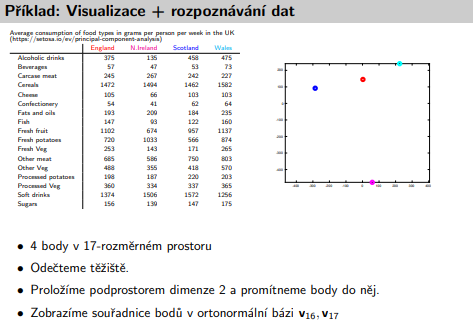 Příklad: Vizualizace + rozpoznávání dat
Average consumption of food types in grams per person per week in the UK
(https://setosa.io/ev/principal-component-analysis)
England N.Ireland Scotland Wales
Alcoholic drinks 375 135 458 475
Beverages 57 47 53 73
Carcase meat 245 267 242 227
Cereals 1472 1494 1462 1582
Cheese 105 66 103 103
Confectionery 54 41 62 64
Fats and oils 193 209 184 235
Fish 147 93 122 160
Fresh fruit 1102 674 957 1137
Fresh potatoes 720 1033 566 874
Fresh Veg 253 143 171 265
Other meat 685 586 750 803
Other Veg 488 355 418 570
Processed potatoes 198 187 220 203
Processed Veg 360 334 337 365
Soft drinks 1374 1506 1572 1256
Sugars 156 139 147 175
• 4 body v 17-rozměrném prostoru
• Odečteme těžiště.
• Proložíme podprostorem dimenze 2 a promítneme body do něj.
• Zobrazíme souřadnice bodů v ortonormální bázi v₁₆, v₁₇